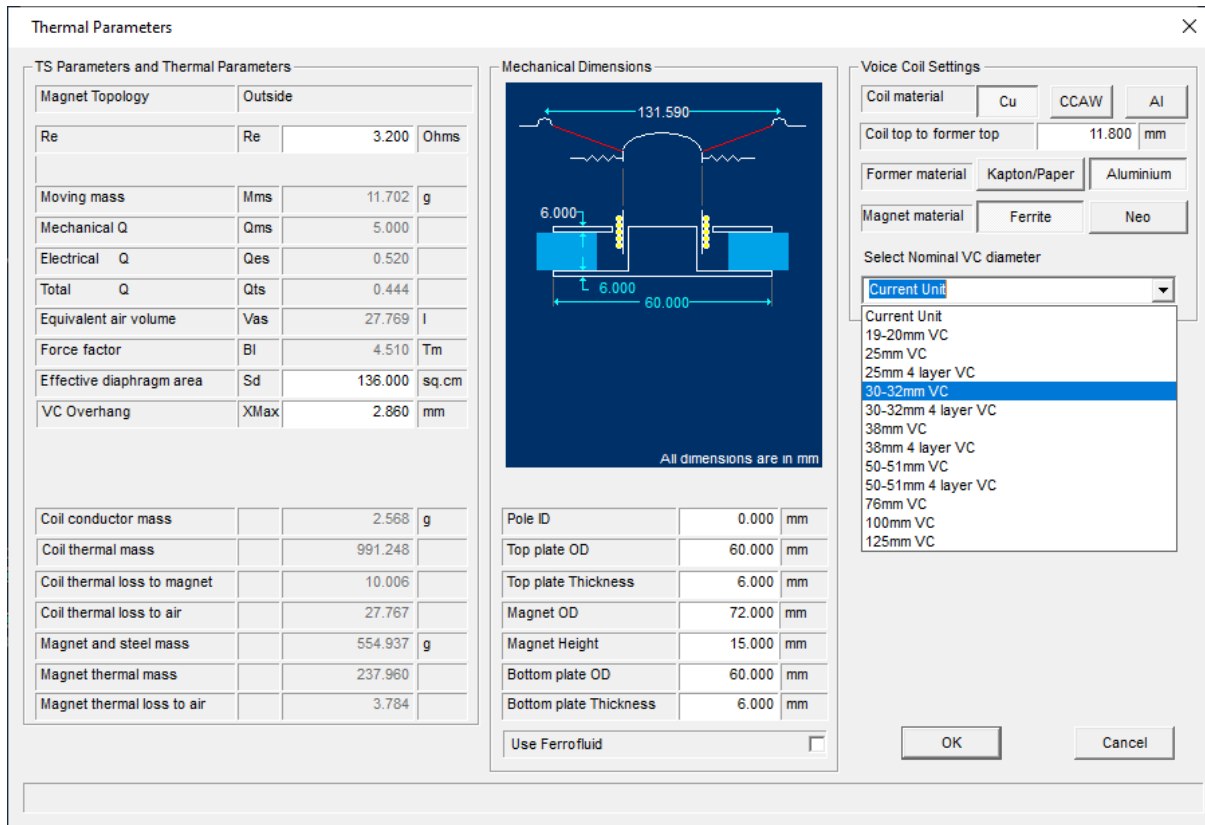 Thermal Parameters
TS Parameters and Thermal Parameters
Magnet Topology Outside
Re Re 3.200 Ohms
Moving mass Mms 11.702 g
Mechanical Q Qms 5.000
Electrical Q Qes 0.520
Total Q Qts 0.444
Equivalent air volume Vas 27.769 l
Force factor Bl 4.510 Tm
Effective diaphragm area Sd 136.000 sq.cm
VC Overhang XMax 2.860 mm
Coil conductor mass 2.568 g
Coil thermal mass 991.248
Coil thermal loss to magnet 10.006
Coil thermal loss to air 27.767
Magnet and steel mass 554.937 g
Magnet thermal mass 237.960
Magnet thermal loss to air 3.784
Mechanical Dimensions
131.590
6.000
6.000
60.000
All dimensions are in mm
Pole ID 0.000 mm
Top plate OD 60.000 mm
Top plate Thickness 6.000 mm
Magnet OD 72.000 mm
Magnet Height 15.000 mm
Bottom plate OD 60.000 mm
Bottom plate Thickness 6.000 mm
Use Ferrofluid
Voice Coil Settings
Coil material Cu CCAW Al
Coil top to former top 11.800 mm
Former material Kapton/Paper Aluminium
Magnet material Ferrite Neo
Select Nominal VC diameter
Current Unit
Current Unit
19-20mm VC
25mm VC
25mm 4 layer VC
30-32mm VC
30-32mm 4 layer VC
38mm VC
38mm 4 layer VC
50-51mm VC
50-51mm 4 layer VC
76mm VC
100mm VC
125mm VC
OK Cancel